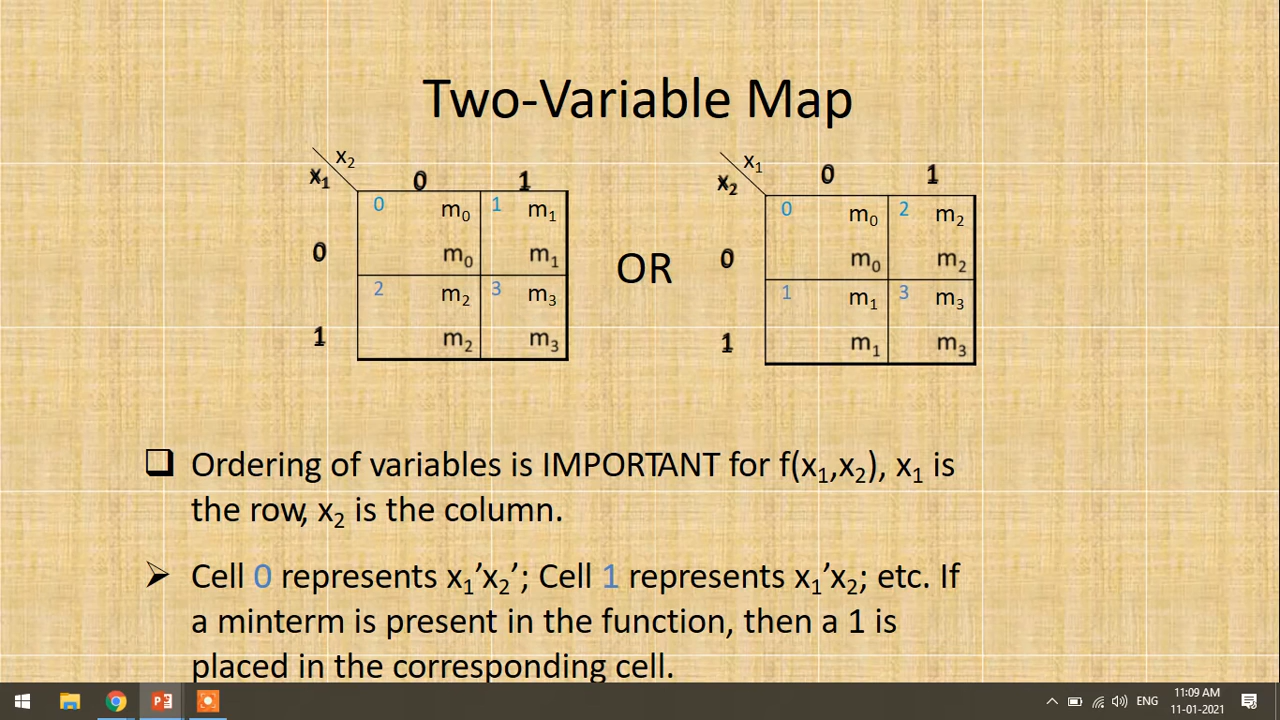 Two-Variable Map
x₂
x₁ 0 1
0 m₀ 1 m₁
0 m₀ m₁
2 m₂ 3 m₃
1 m₂ m₃
OR
x₁
x₂ 0 1
0 m₀ 2 m₂
0 m₀ m₂
1 m₁ 3 m₃
1 m₁ m₃
❑ Ordering of variables is IMPORTANT for f(x₁,x₂), x₁ is
the row, x₂ is the column.
➢ Cell 0 represents x₁’x₂’; Cell 1 represents x₁’x₂; etc. If
a minterm is present in the function, then a 1 is
placed in the corresponding cell.
ENG
11:09 AM
11-01-2021